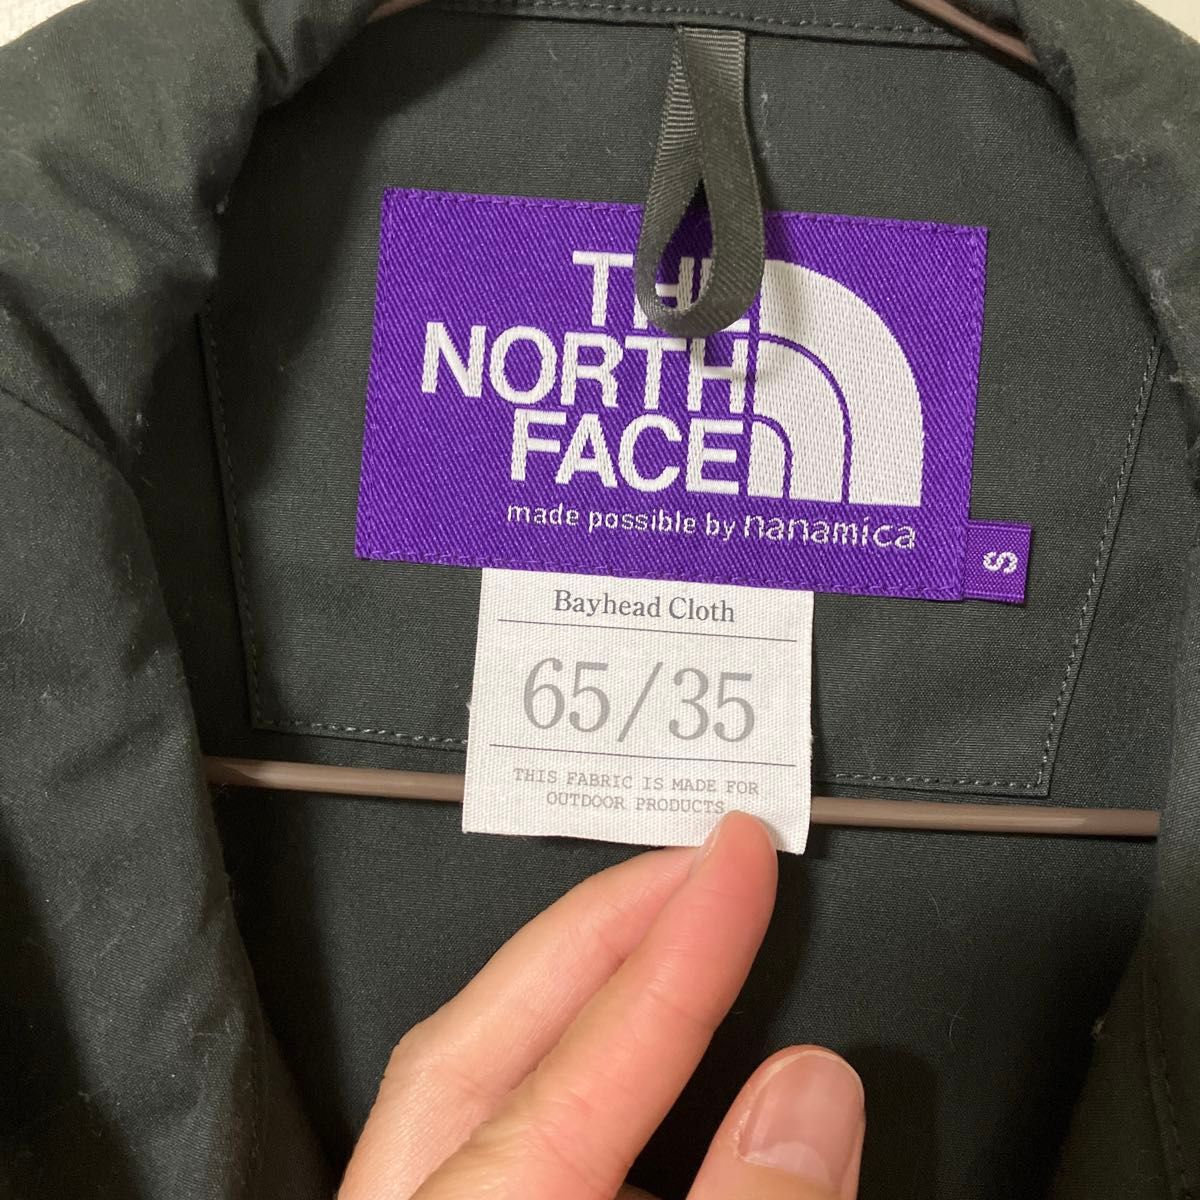 THE
NORTH
FACE
made possible by nanamica
S
Bayhead Cloth
65/35
THIS FABRIC IS MADE FOR
OUTDOOR PRODUCTS